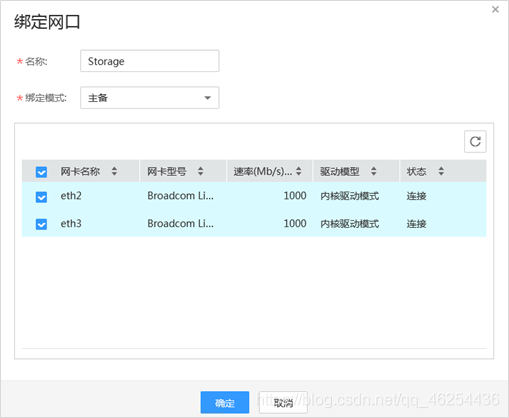 绑定网口
* 名称: Storage
* 绑定模式: 主备
网卡名称 网卡型号 速率(Mb/s)... 驱动模型 状态
eth2 Broadcom Li... 1000 内核驱动模式 连接
eth3 Broadcom Li... 1000 内核驱动模式 连接
确定 取消
https://blog.csdn.net/qq_46254436